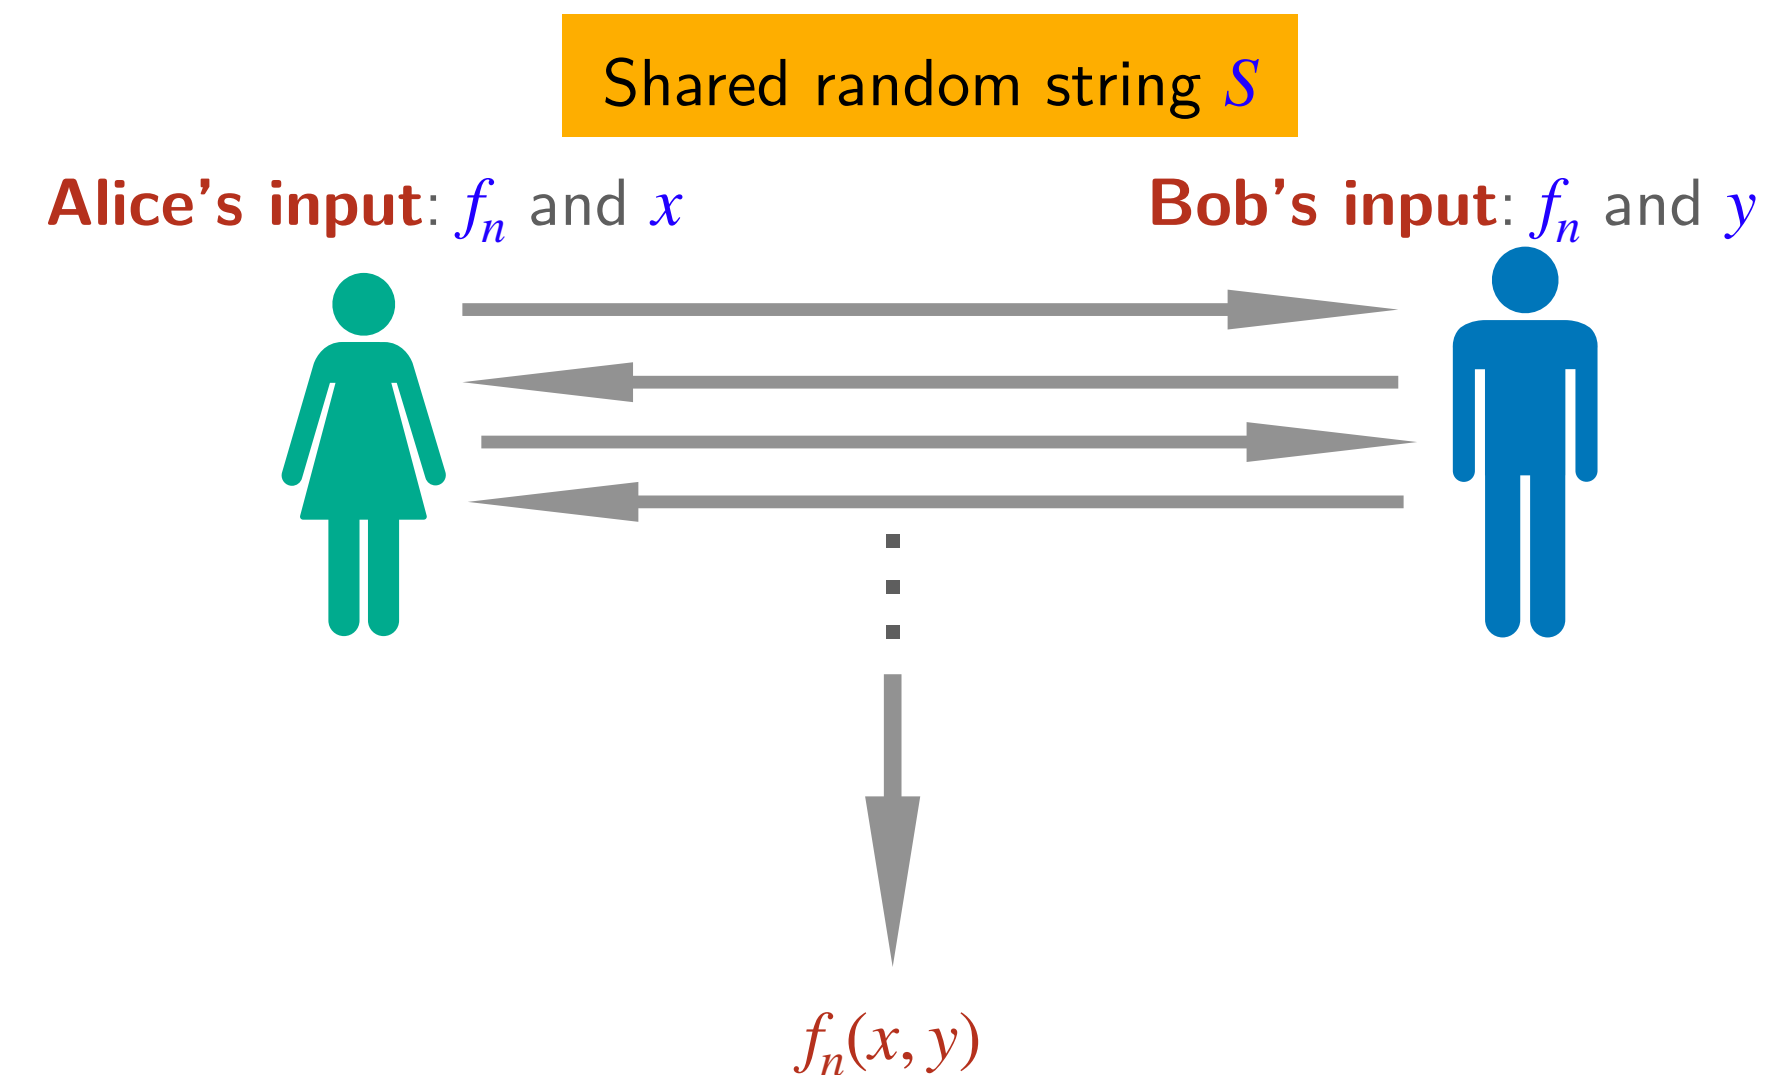 Shared random string S
Alice's input: fₙ and x
Bob's input: fₙ and y
fₙ(x, y)